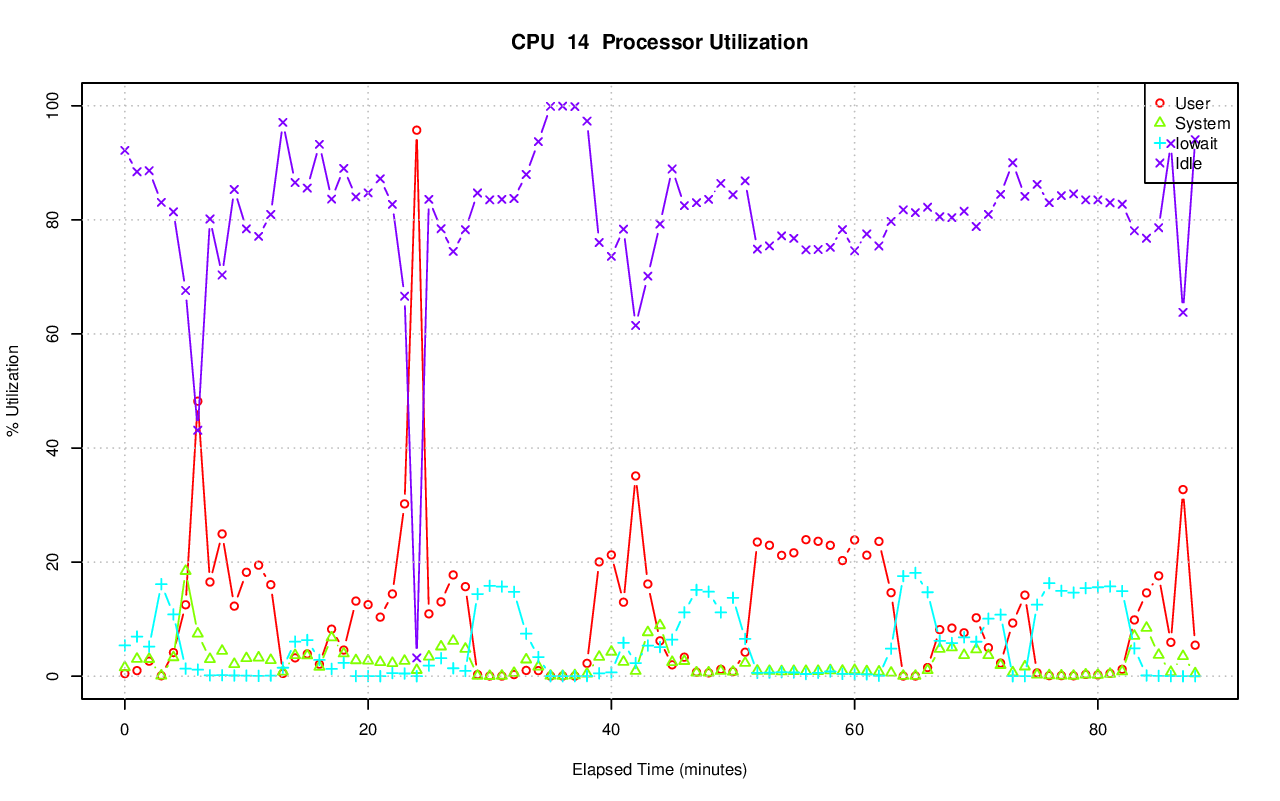 CPU  14  Processor Utilization
% Utilization
100
80
60
40
20
0
User
System
Iowait
Idle
0 20 40 60 80
Elapsed Time (minutes)